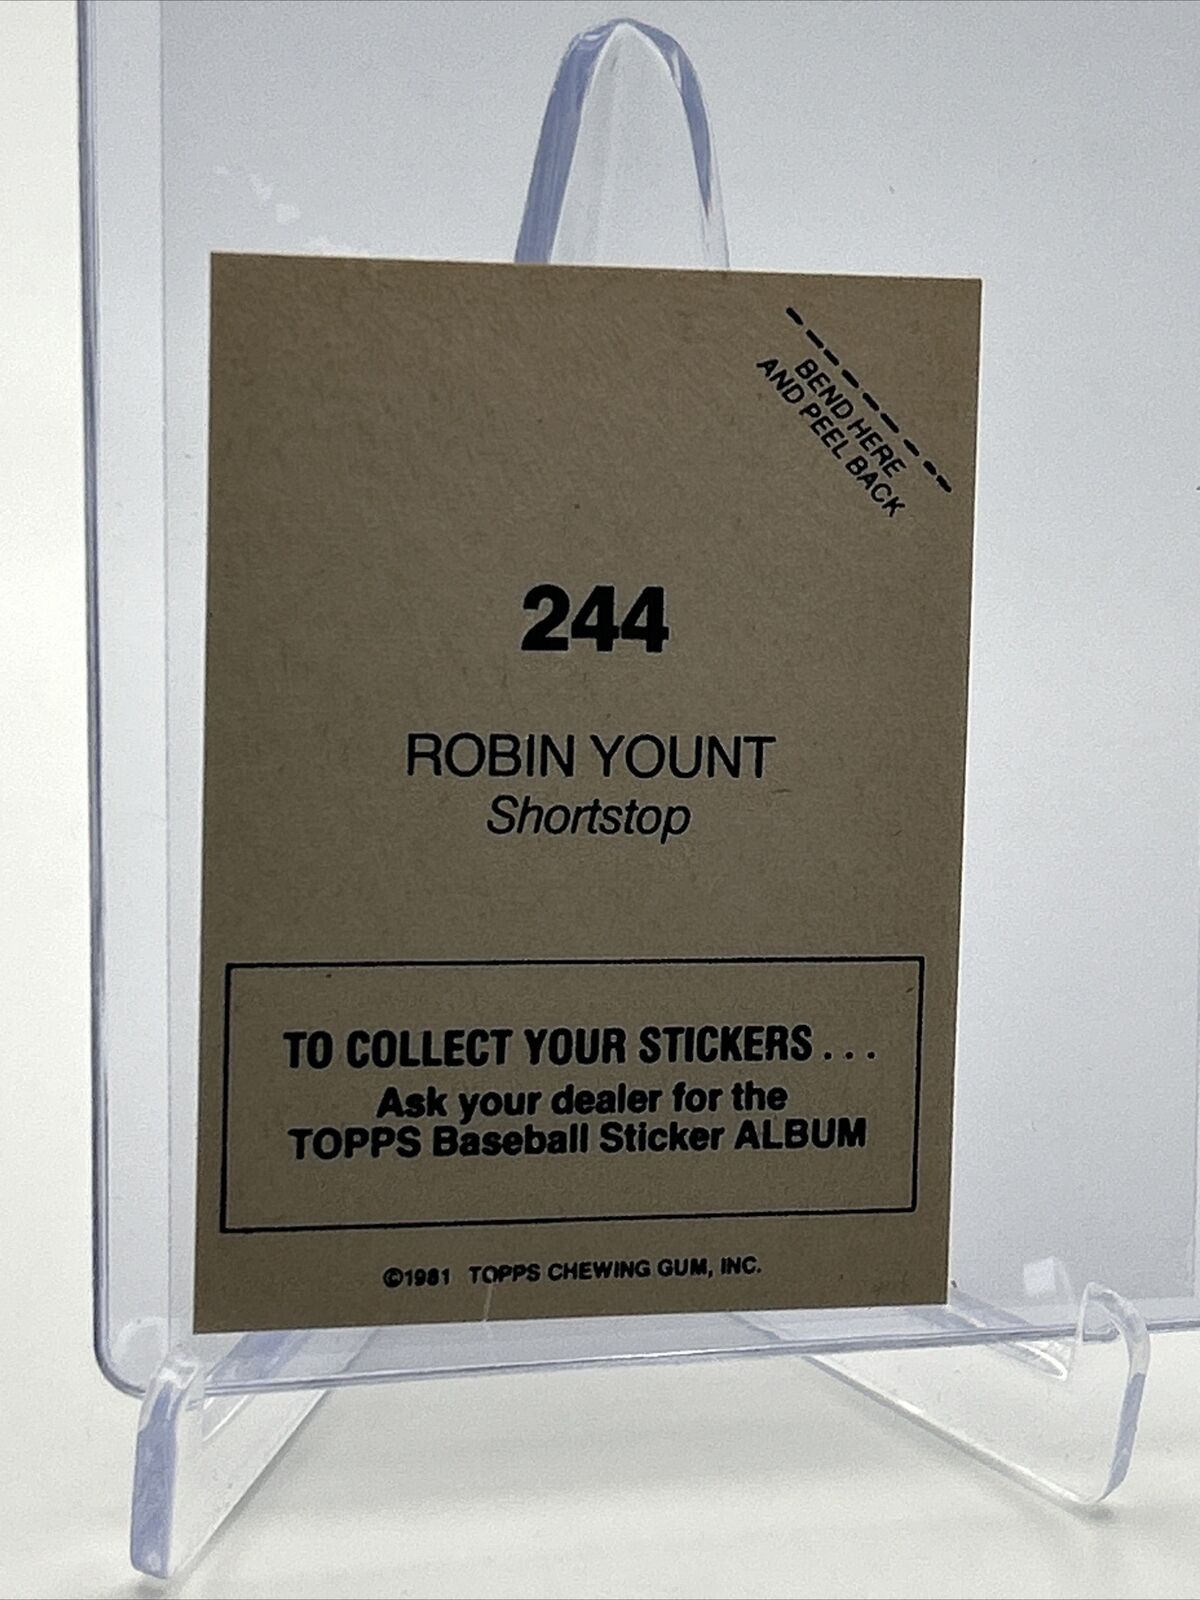 BEND HERE
AND PEEL BACK
244
ROBIN YOUNT
Shortstop
TO COLLECT YOUR STICKERS...
Ask your dealer for the
TOPPS Baseball Sticker ALBUM
©1981 TOPPS CHEWING GUM, INC.